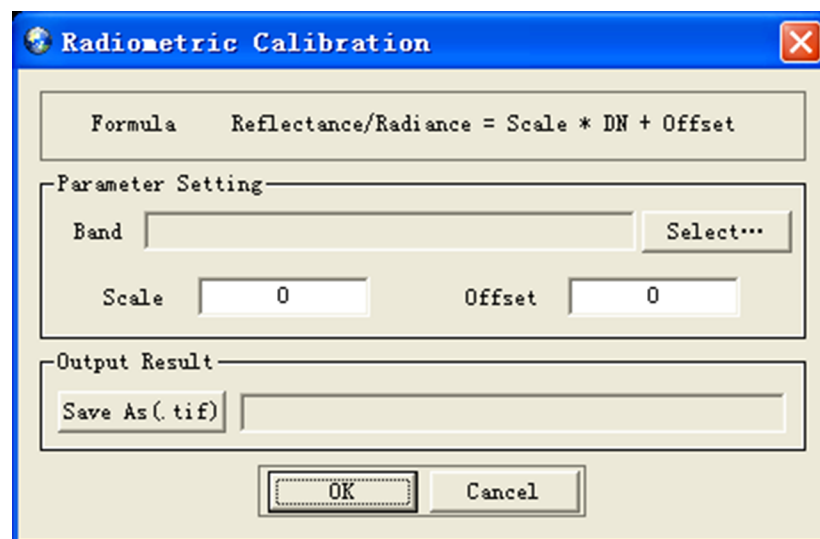 Radiometric Calibration
Formula Reflectance/Radiance = Scale * DN + Offset
Parameter Setting
Band Select···
Scale 0 Offset 0
Output Result
Save As(.tif)
OK Cancel